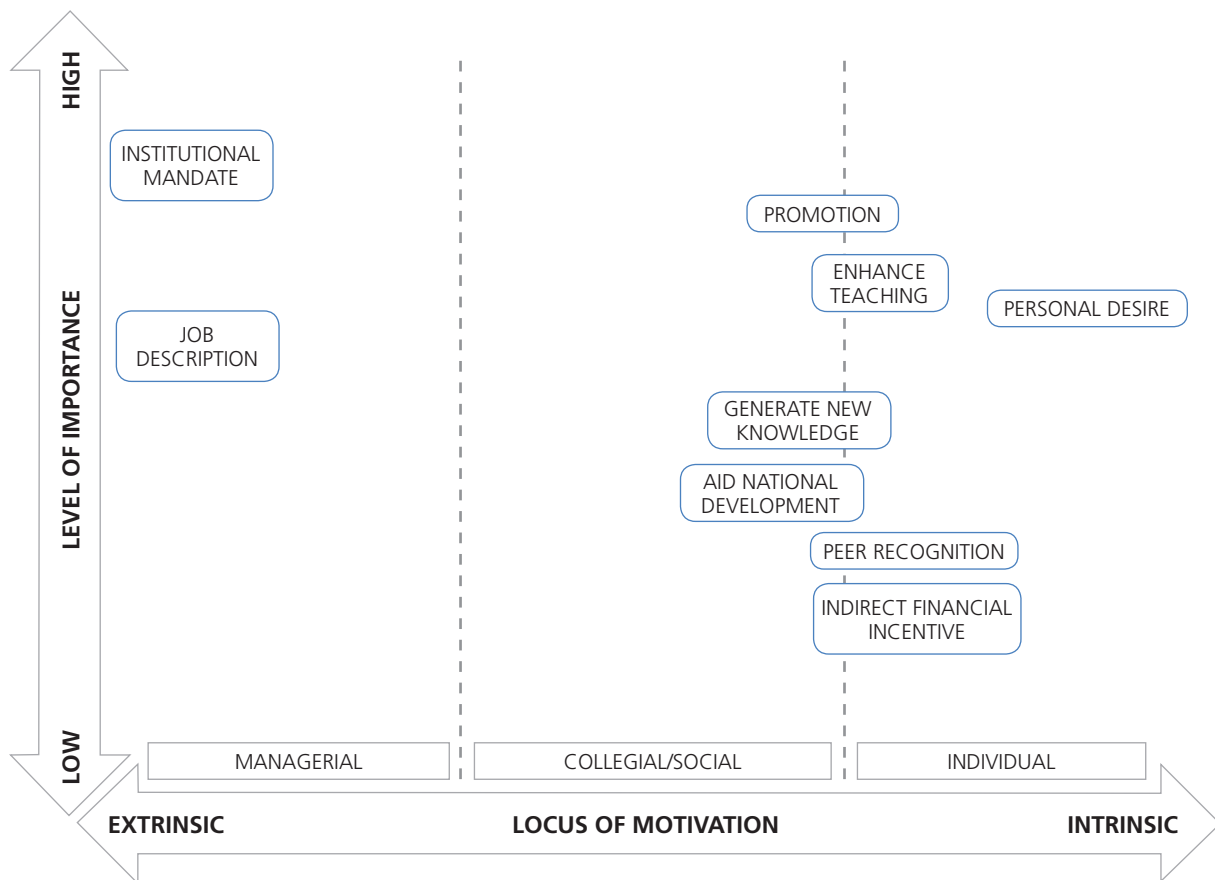 HIGH
INSTITUTIONAL
MANDATE
PROMOTION
ENHANCE
TEACHING
PERSONAL DESIRE
LEVEL OF IMPORTANCE
JOB
DESCRIPTION
GENERATE NEW
KNOWLEDGE
AID NATIONAL
DEVELOPMENT
PEER RECOGNITION
INDIRECT FINANCIAL
INCENTIVE
LOW
MANAGERIAL
COLLEGIAL/SOCIAL
INDIVIDUAL
EXTRINSIC
LOCUS OF MOTIVATION
INTRINSIC